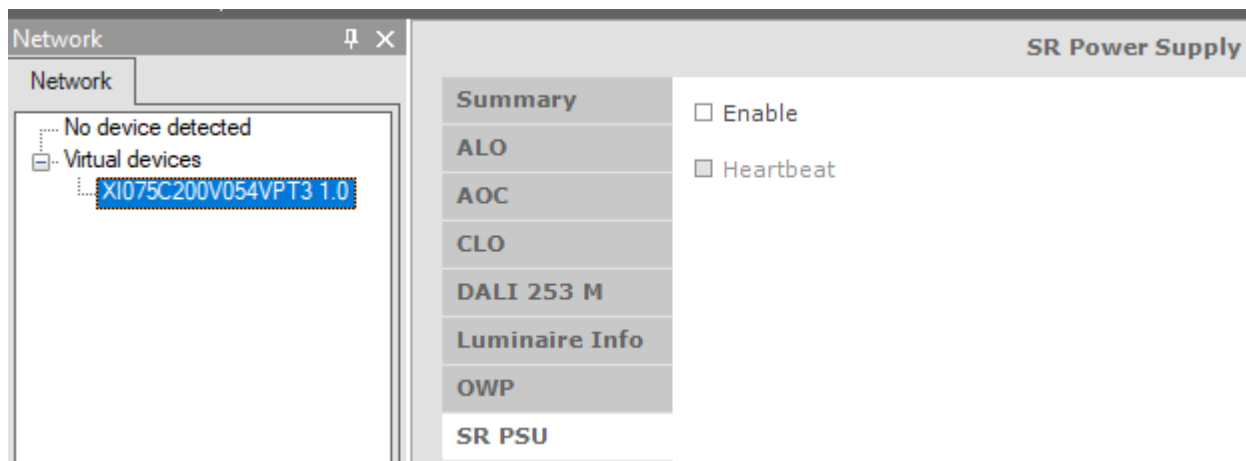 Network
Network
No device detected
Virtual devices
XI075C200V054VPT3 1.0
SR Power Supply
Summary
ALO
AOC
CLO
DALI 253 M
Luminaire Info
OWP
SR PSU
Enable
Heartbeat